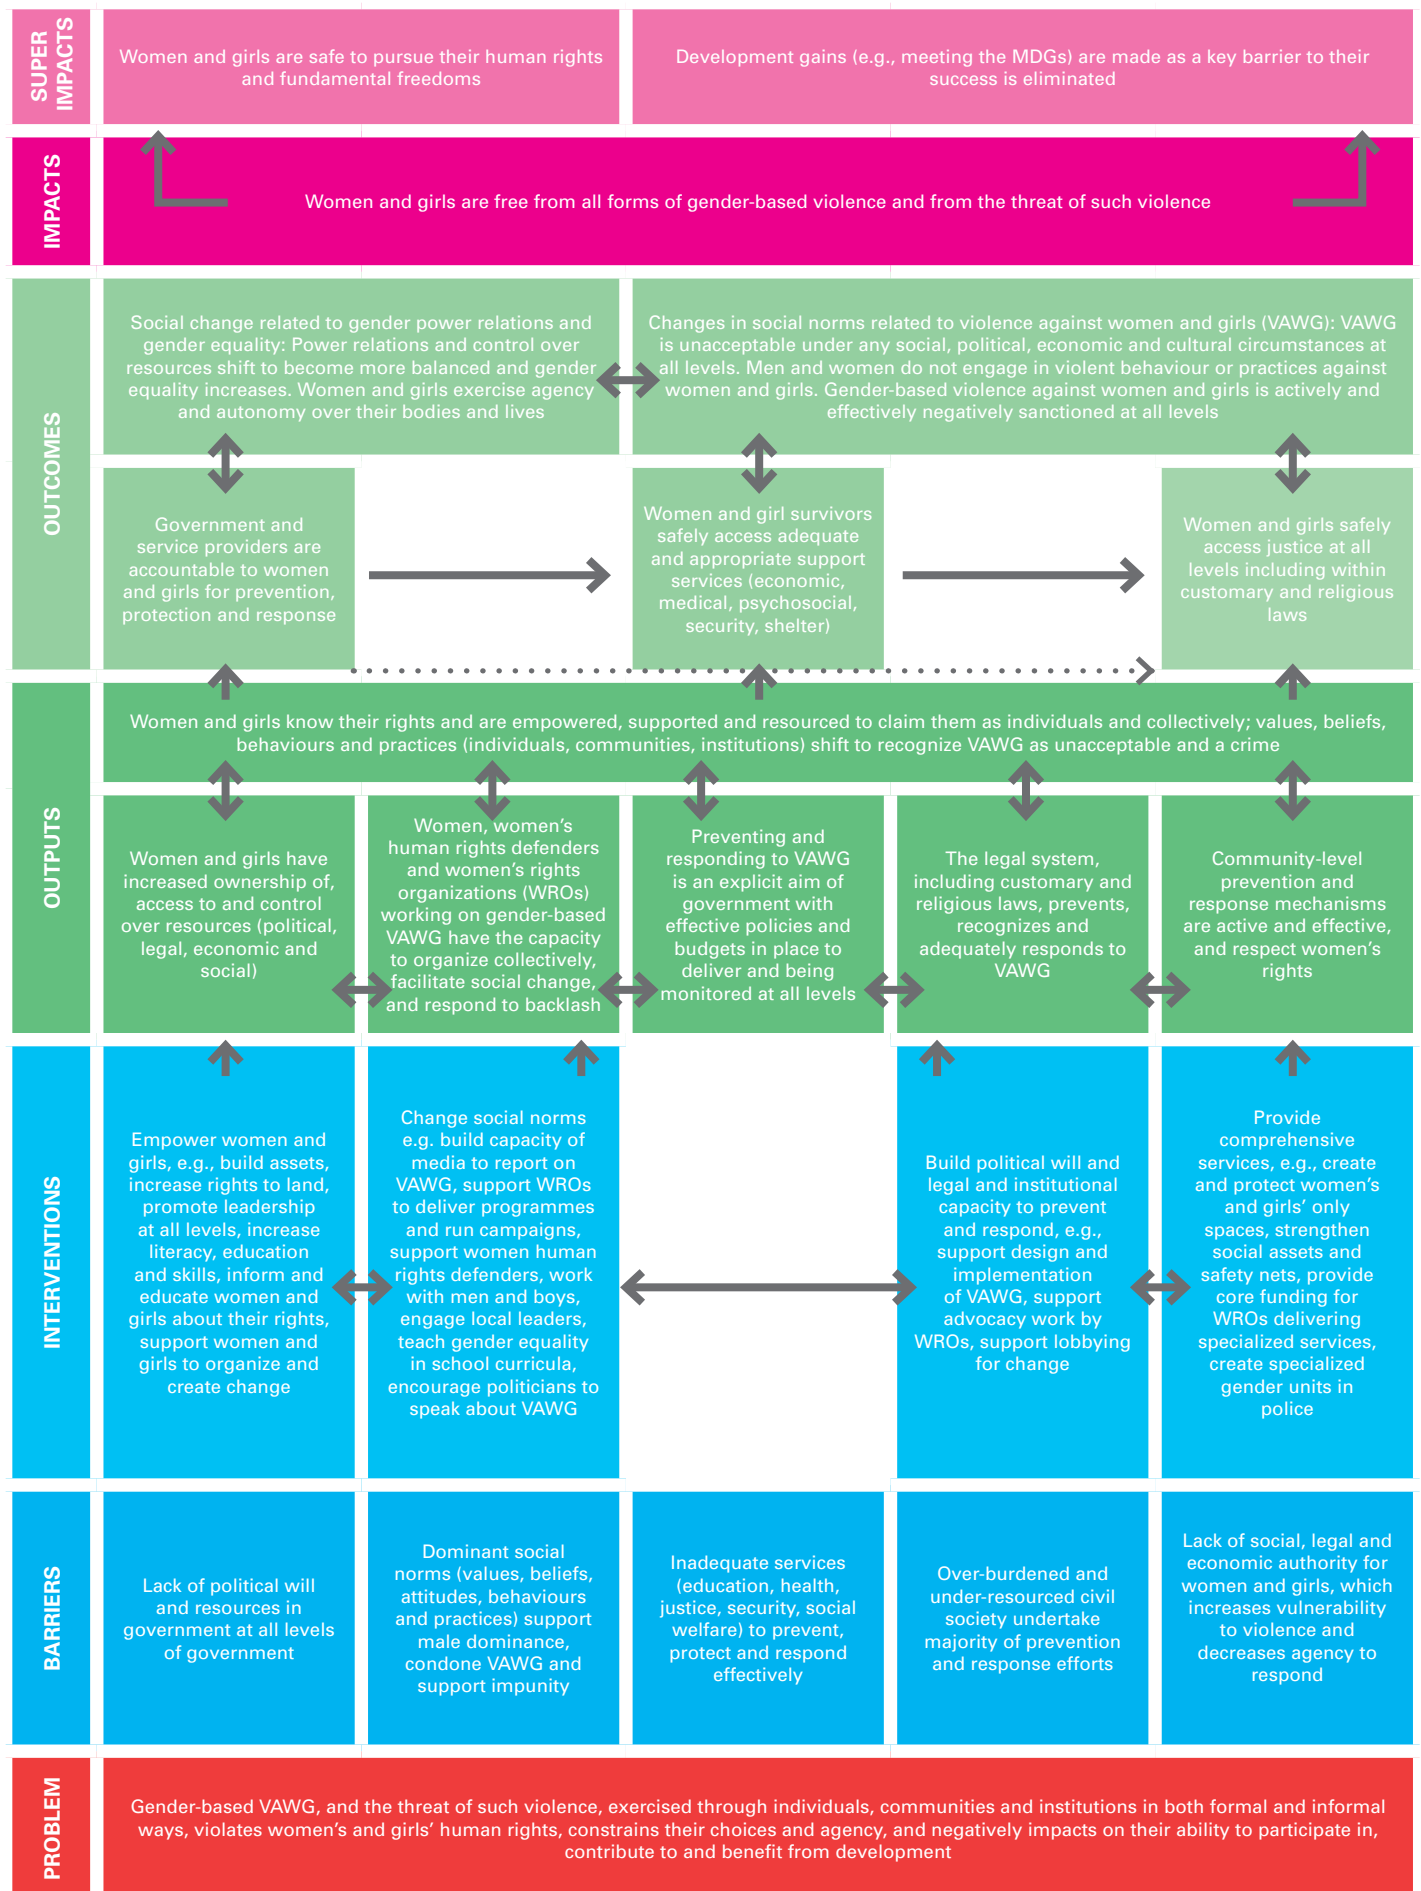 SUPER
IMPACTS
Women and girls are safe to pursue their human rights
and fundamental freedoms
Development gains (e.g., meeting the MDGs) are made as a key barrier to their
success is eliminated
IMPACTS
Women and girls are free from all forms of gender-based violence and from the threat of such violence
OUTCOMES
Social change related to gender power relations and
gender equality: Power relations and control over
resources shift to become more balanced and gender
equality increases. Women and girls exercise agency
and autonomy over their bodies and lives
Changes in social norms related to violence against women and girls (VAWG): VAWG
is unacceptable under any social, political, economic and cultural circumstances at
all levels. Men and women do not engage in violent behaviour or practices against
women and girls. Gender-based violence against women and girls is actively and
effectively negatively sanctioned at all levels
Government and
service providers are
accountable to women
and girls for prevention,
protection and response
Women and girl survivors
safely access adequate
and appropriate support
services (economic,
medical, psychosocial,
security, shelter)
Women and girls safely
access justice at all
levels including within
customary and religious
laws
OUTPUTS
Women and girls know their rights and are empowered, supported and resourced to claim them as individuals and collectively; values, beliefs,
behaviours and practices (individuals, communities, institutions) shift to recognize VAWG as unacceptable and a crime
Women and girls have
increased ownership of,
access to and control
over resources (political,
legal, economic and
social)
Women, women's
human rights defenders
and women's rights
organizations (WROs)
working on gender-based
VAWG have the capacity
to organize collectively,
facilitate social change,
and respond to backlash
Preventing and
responding to VAWG
is an explicit aim of
government with
effective policies and
budgets in place to
deliver and being
monitored at all levels
The legal system,
including customary and
religious laws, prevents,
recognizes and
adequately responds to
VAWG
Community-level
prevention and
response mechanisms
are active and effective,
and respect women's
rights
INTERVENTIONS
Empower women and
girls, e.g., build assets,
increase rights to land,
promote leadership
at all levels, increase
literacy, education
and skills, inform and
educate women and
girls about their rights,
support women and
girls to organize and
create change
Change social norms
e.g. build capacity of
media to report on
VAWG, support WROs
to deliver programmes
and run campaigns,
support women human
rights defenders, work
with men and boys,
engage local leaders,
teach gender equality
in school curricula,
encourage politicians to
speak about VAWG
Build political will and
legal and institutional
capacity to prevent
and respond, e.g.,
support design and
implementation
of VAWG, support
advocacy work by
WROs, support lobbying
for change
Provide
comprehensive
services, e.g., create
and protect women's
and girls' only
spaces, strengthen
social assets and
safety nets, provide
core funding for
WROs delivering
specialized services,
create specialized
gender units in
police
BARRIERS
Lack of political will
and resources in
government at all levels
of government
Dominant social
norms (values, beliefs,
attitudes, behaviours
and practices) support
male dominance,
condone VAWG and
support impunity
Inadequate services
(education, health,
justice, security, social
welfare) to prevent,
protect and respond
effectively
Over-burdened and
under-resourced civil
society undertake
majority of prevention
and response efforts
Lack of social, legal and
economic authority for
women and girls, which
increases vulnerability
to violence and
decreases agency to
respond
PROBLEM
Gender-based VAWG, and the threat of such violence, exercised through individuals, communities and institutions in both formal and informal
ways, violates women's and girls' human rights, constrains their choices and agency, and negatively impacts on their ability to participate in,
contribute to and benefit from development